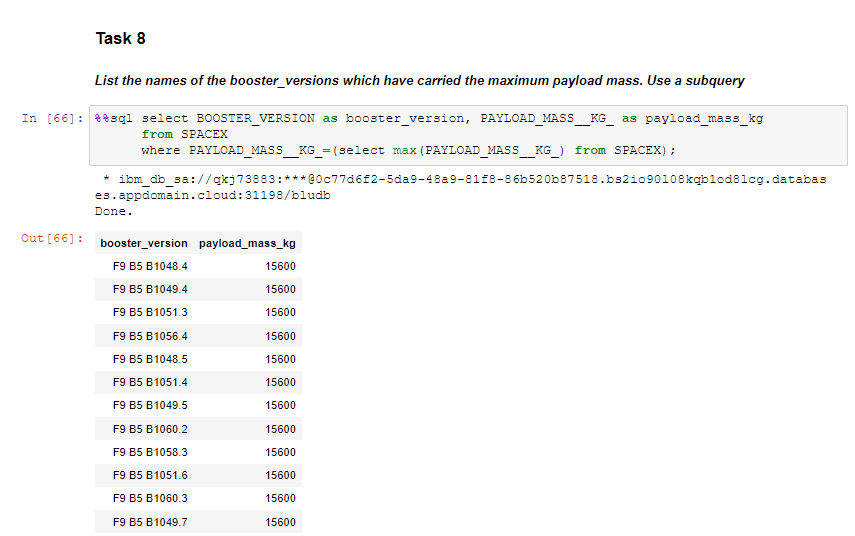 Task 8
List the names of the booster_versions which have carried the maximum payload mass. Use a subquery
In [66]: %%sql select BOOSTER_VERSION as booster_version, PAYLOAD_MASS__KG_ as payload_mass_kg
from SPACEX
where PAYLOAD_MASS__KG_=(select max(PAYLOAD_MASS__KG_) from SPACEX);
* ibm_db_sa://qkj73883:***@0c77d6f2-5da9-48a9-81f8-86b520b87518.bs2io90l08kqb1od8lcg.databas
es.appdomain.cloud:31198/bludb
Done.
Out[66]:
booster_version payload_mass_kg
F9 B5 B1048.4 15600
F9 B5 B1049.4 15600
F9 B5 B1051.3 15600
F9 B5 B1056.4 15600
F9 B5 B1048.5 15600
F9 B5 B1051.4 15600
F9 B5 B1049.5 15600
F9 B5 B1060.2 15600
F9 B5 B1058.3 15600
F9 B5 B1051.6 15600
F9 B5 B1060.3 15600
F9 B5 B1049.7 15600